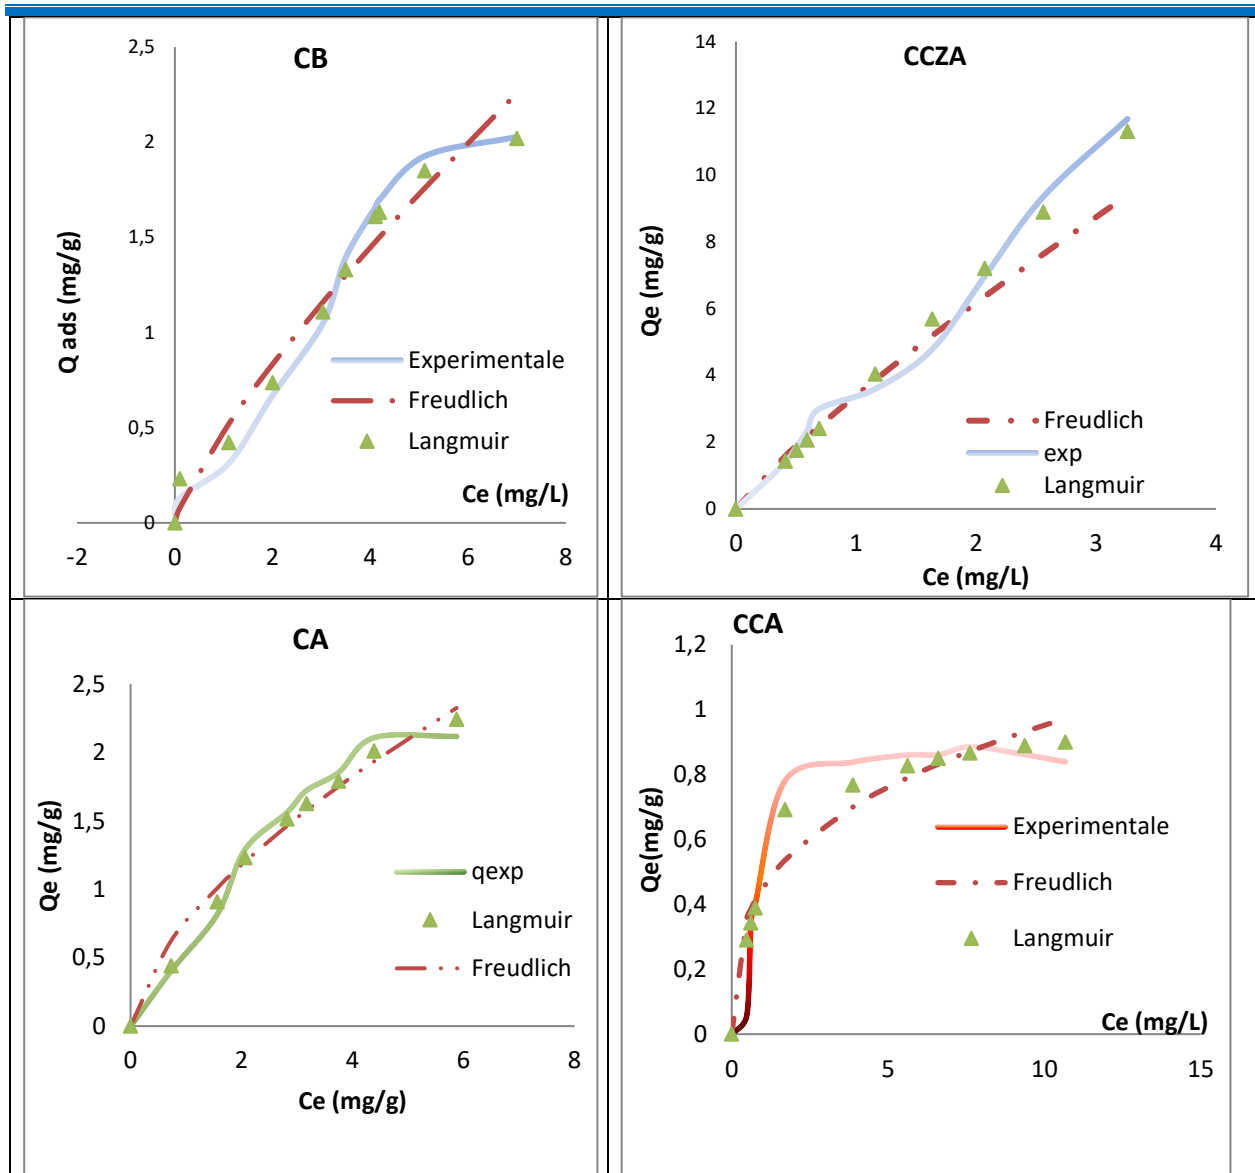 CB
2,5
2
1,5
1
0,5
0
Q ads (mg/g)
Experimentale
Freudlich
Langmuir
Ce (mg/L)
-2 0 2 4 6 8
CCZA
14
12
10
8
6
4
2
0
Qe (mg/g)
Freudlich
exp
Langmuir
0 1 2 3 4
Ce (mg/L)
CA
2,5
2
1,5
1
0,5
0
Qe (mg/g)
qexp
Langmuir
Freudlich
0 2 4 6 8
Ce (mg/g)
CCA
1,2
1
0,8
0,6
0,4
0,2
0
Qe(mg/g)
Experimentale
Freudlich
Langmuir
Ce (mg/L)
0 5 10 15